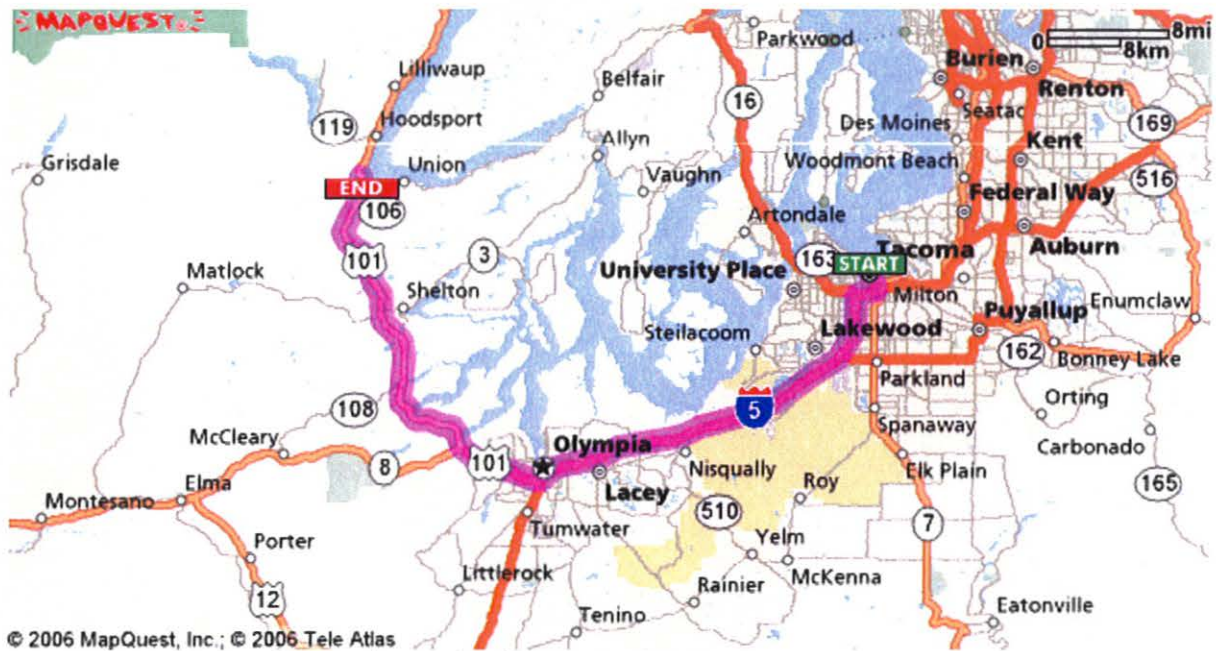 MAPQUEST
0
8mi
8km
Parkwood
Burien
Renton
Lilliwaup
Belfair
16
Seatac
169
119
Hoodsport
Allyn
Des Moines
Kent
Grisdale
Union
Vaughn
Woodmont Beach
516
END
106
Federal Way
Artondale
Auburn
3
163
START
Tacoma
101
University Place
Matlock
Shelton
Milton
Enumclaw
Puyallup
Steilacoom
Lakewood
162
Bonney Lake
Parkland
5
Orting
108
Spanaway
McCleary
Olympia
Carbonado
8
101
Nisqually
Elk Plain
Elma
Lacey
Roy
165
Montesano
510
7
Tumwater
Porter
Yelm
McKenna
Littlerock
Rainier
12
Eatonville
Tenino
© 2006 MapQuest, Inc.; © 2006 Tele Atlas